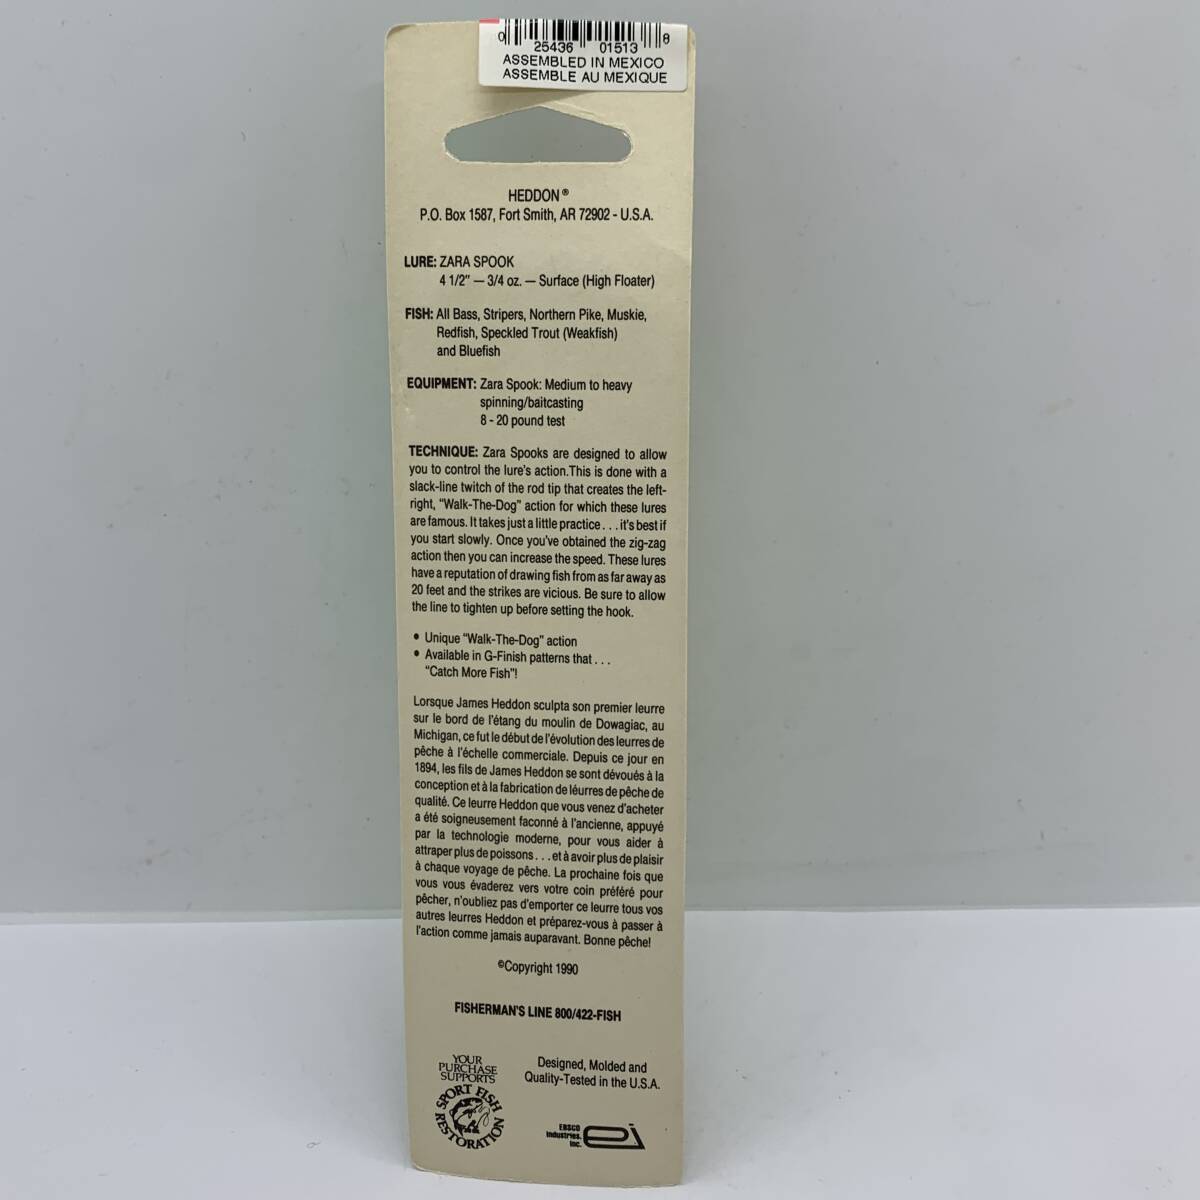 0 25436 01513 8
ASSEMBLED IN MEXICO
ASSEMBLE AU MEXIQUE
HEDDON®
P.O. Box 1587, Fort Smith, AR 72902 - U.S.A.
LURE: ZARA SPOOK
4 1/2" — 3/4 oz. — Surface (High Floater)
FISH: All Bass, Stripers, Northern Pike, Muskie,
Redfish, Speckled Trout (Weakfish)
and Bluefish
EQUIPMENT: Zara Spook: Medium to heavy
spinning/baitcasting
8 - 20 pound test
TECHNIQUE: Zara Spooks are designed to allow
you to control the lure's action.This is done with a
slack-line twitch of the rod tip that creates the left-
right, "Walk-The-Dog" action for which these lures
are famous. It takes just a little practice . . . it's best if
you start slowly. Once you've obtained the zig-zag
action then you can increase the speed. These lures
have a reputation of drawing fish from as far away as
20 feet and the strikes are vicious. Be sure to allow
the line to tighten up before setting the hook.
• Unique "Walk-The-Dog" action
• Available in G-Finish patterns that . . .
"Catch More Fish"!
Lorsque James Heddon sculpta son premier leurre
sur le bord de l'étang du moulin de Dowagiac, au
Michigan, ce fut le début de l'évolution des leurres de
pêche à l'échelle commerciale. Depuis ce jour en
1894, les fils de James Heddon se sont dévoués à la
conception et à la fabrication de léurres de pêche de
qualité. Ce leurre Heddon que vous venez d'acheter
a été soigneusement faconné à l'ancienne, appuyé
par la technologie moderne, pour vous aider à
attraper plus de poissons . . . et à avoir plus de plaisir
à chaque voyage de pêche. La prochaine fois que
vous vous évaderez vers votre coin préféré pour
pêcher, n'oubliez pas d'emporter ce leurre tous vos
autres leurres Heddon et préparez-vous à passer à
l'action comme jamais auparavant. Bonne pêche!
©Copyright 1990
FISHERMAN'S LINE 800/422-FISH
YOUR
PURCHASE
SUPPORTS
SPORT FISH
RESTORATION
Designed, Molded and
Quality-Tested in the U.S.A.
EBSCO
Industries,
Inc.
ei